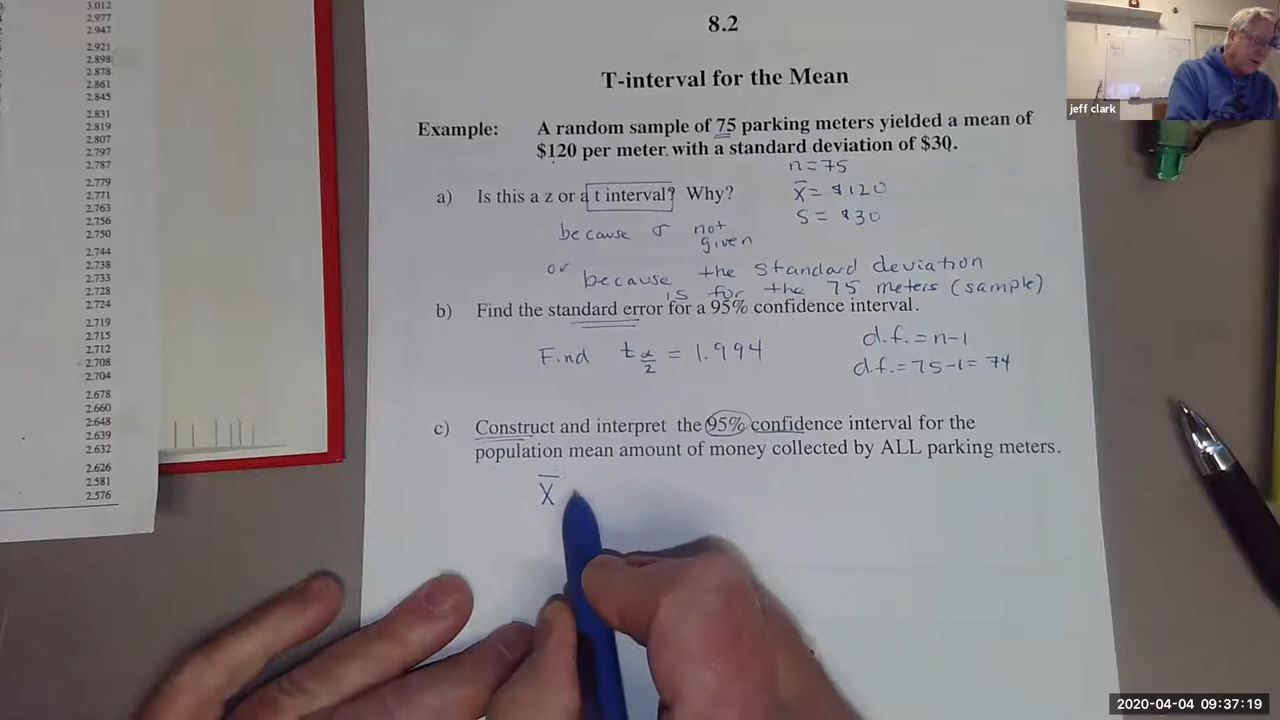 3.012
2.977
2.947
2.921
2.898
2.878
2.861
2.845
2.831
2.819
2.807
2.797
2.787
2.779
2.771
2.763
2.756
2.750
2.744
2.738
2.733
2.728
2.724
2.719
2.715
2.712
2.708
2.704
2.678
2.660
2.648
2.639
2.632
2.626
2.581
2.576
8.2
T-interval for the Mean
Example: A random sample of 75 parking meters yielded a mean of
$120 per meter with a standard deviation of $30.
n = 75
a) Is this a z or a t interval? Why?
x̄ = $120
s = $30
because σ not given
or because the standard deviation
is for the 75 meters (sample)
b) Find the standard error for a 95% confidence interval.
d.f. = n-1
Find t α/2 = 1.994
d.f. = 75-1 = 74
c) Construct and interpret the 95% confidence interval for the
population mean amount of money collected by ALL parking meters.
x̄
jeff clark
2020-04-04 09:37:19